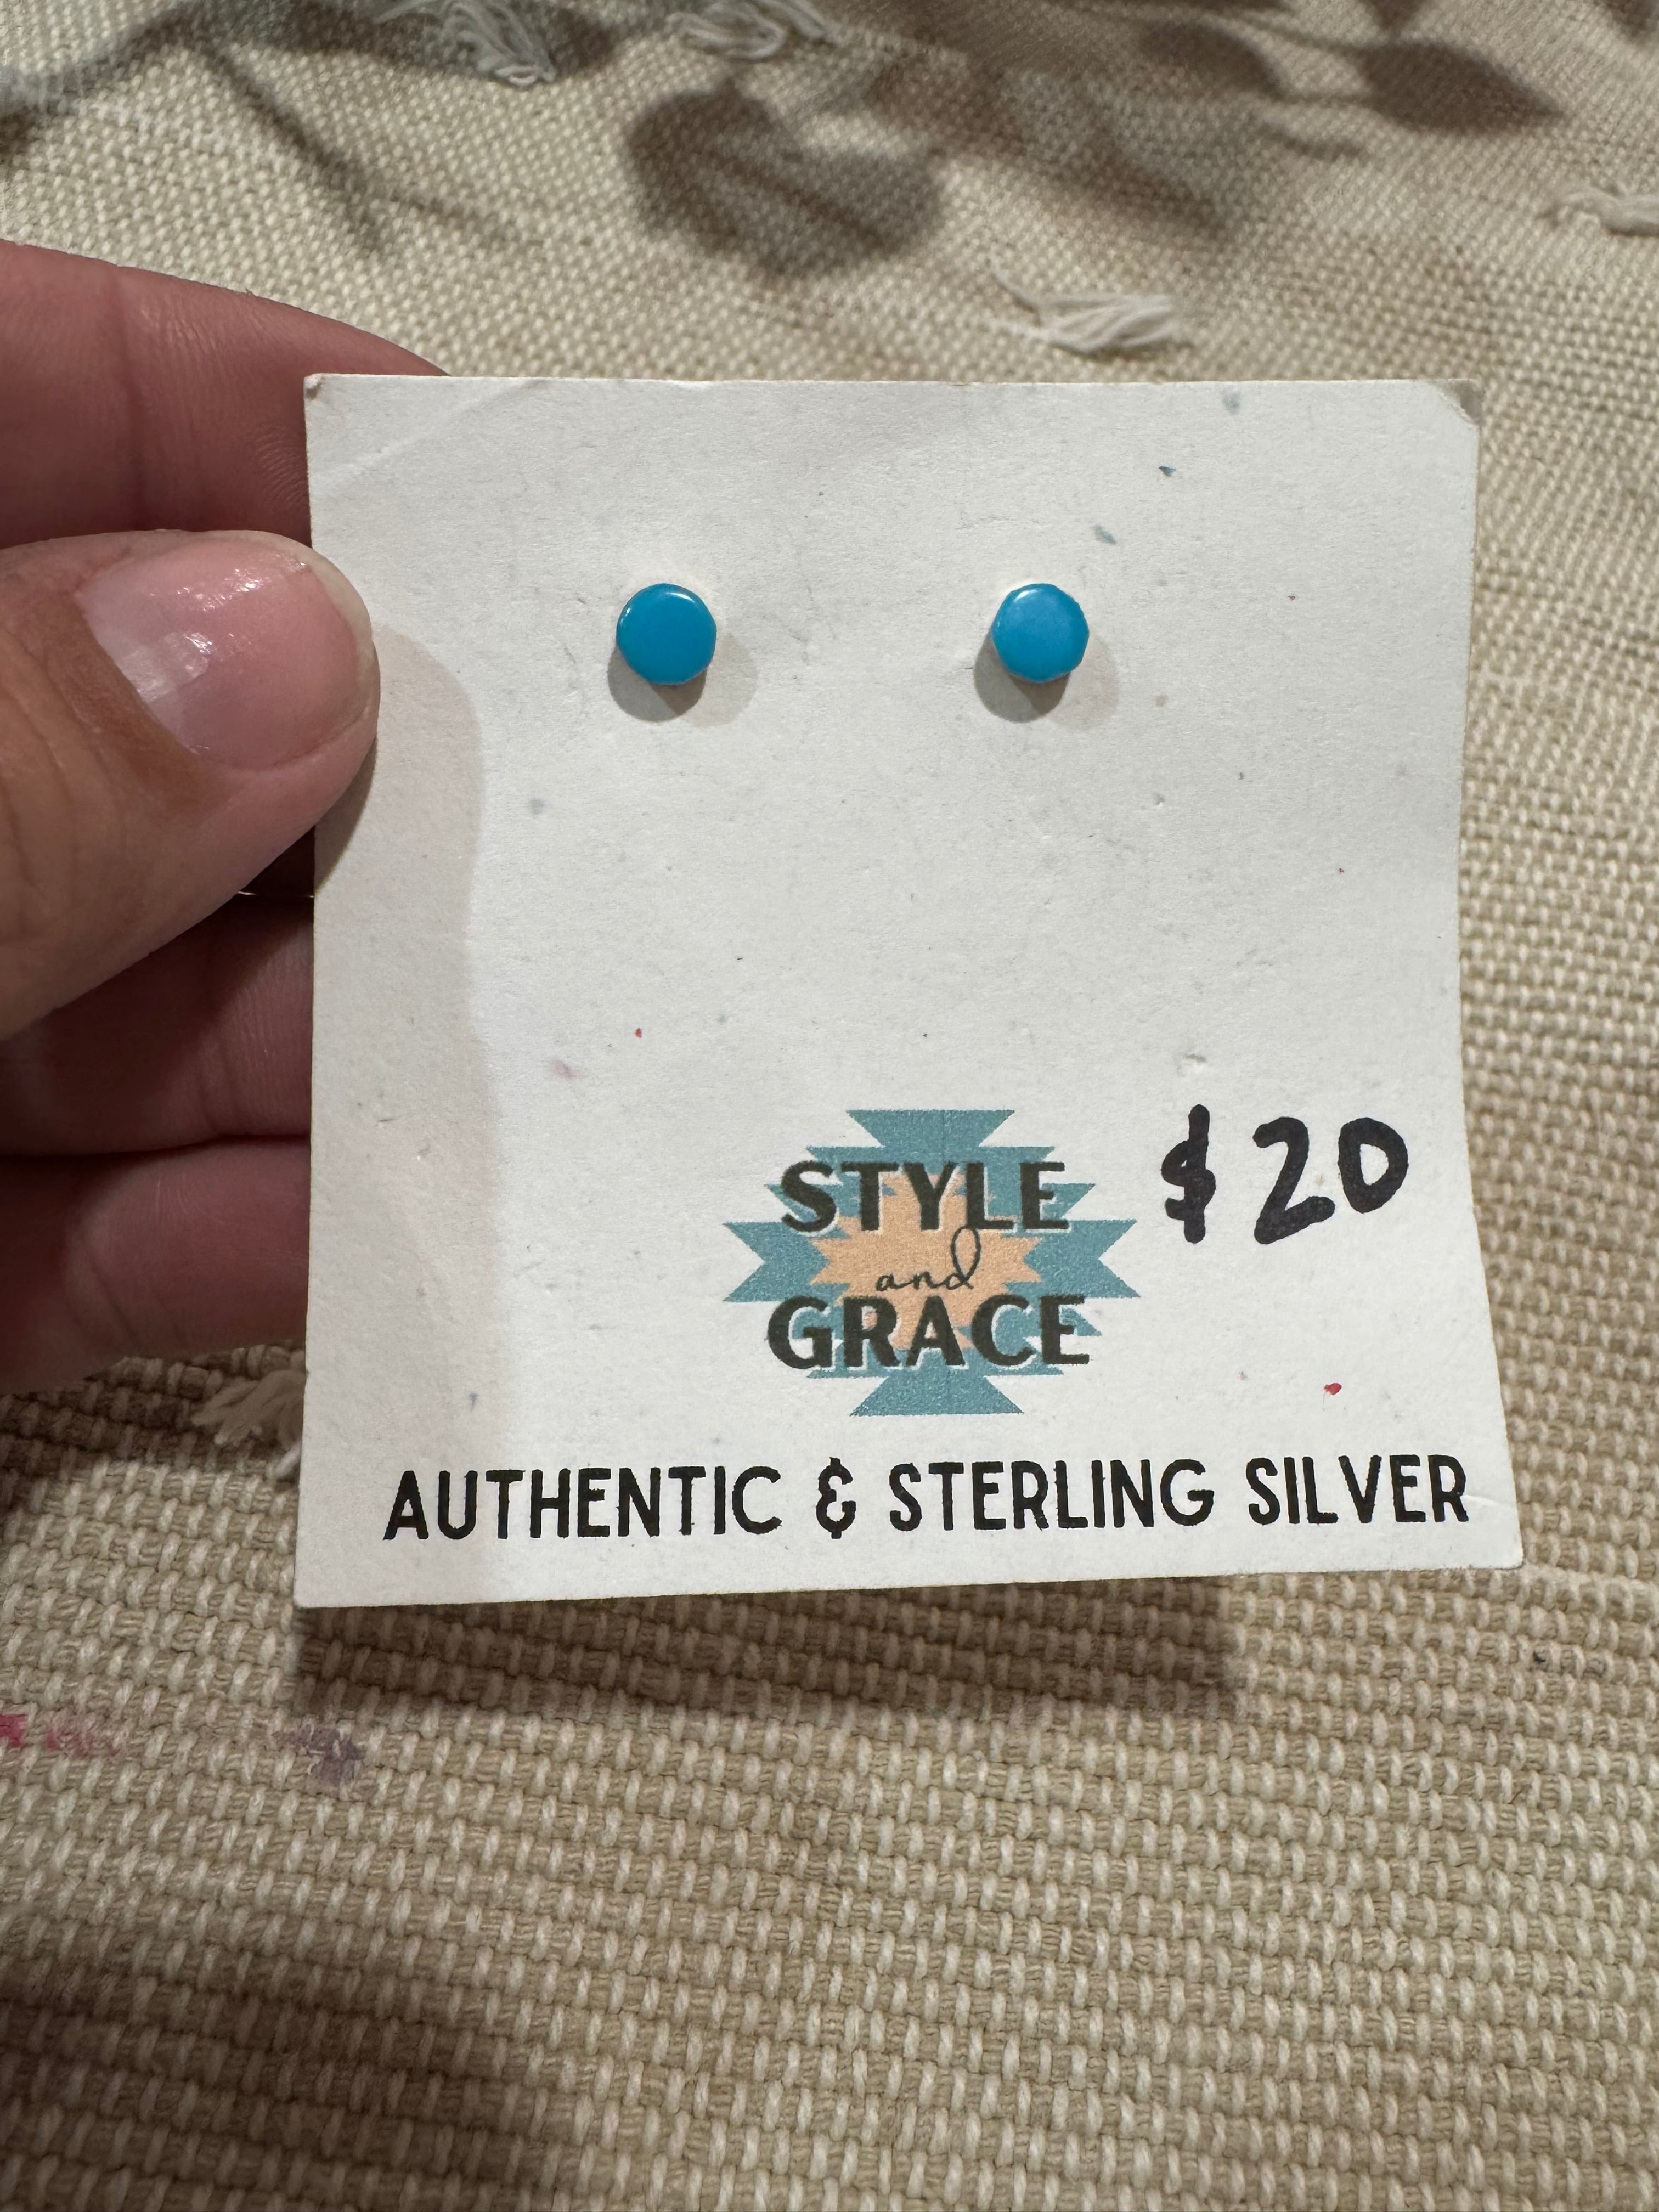 STYLE
$20
and
GRACE
AUTHENTIC & STERLING SILVER